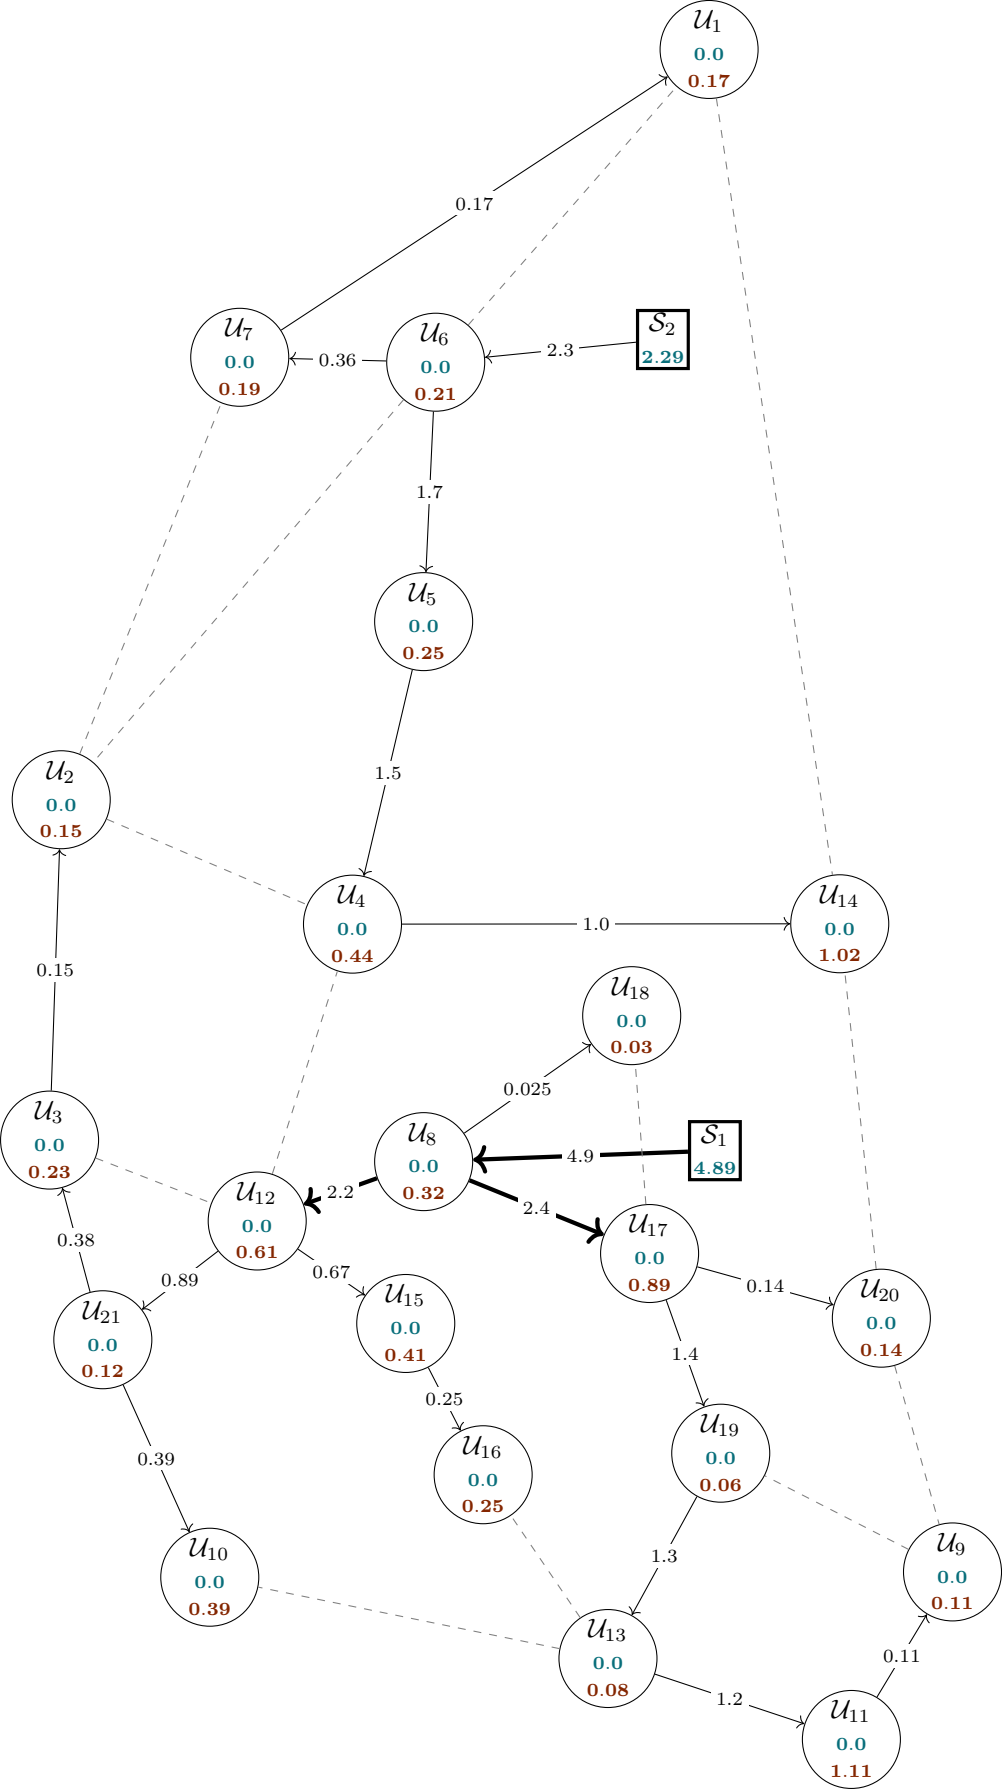 𝒰₁
0.0
0.17
0.17
𝒰₇
0.0
0.19
0.36
𝒰₆
0.0
0.21
2.3
𝒮₂
2.29
1.7
𝒰₅
0.0
0.25
1.5
𝒰₂
0.0
0.15
𝒰₄
0.0
0.44
1.0
𝒰₁₄
0.0
1.02
0.15
𝒰₁₈
0.0
0.03
0.025
𝒰₃
0.0
0.23
𝒰₈
0.0
0.32
4.9
𝒮₁
4.89
𝒰₁₂
0.0
0.61
2.2
2.4
𝒰₁₇
0.0
0.89
0.38
0.89
0.67
0.14
𝒰₂₀
0.0
0.14
𝒰₂₁
0.0
0.12
𝒰₁₅
0.0
0.41
1.4
0.25
𝒰₁₉
0.0
0.06
0.39
𝒰₁₆
0.0
0.25
𝒰₁₀
0.0
0.39
1.3
𝒰₉
0.0
0.11
𝒰₁₃
0.0
0.08
1.2
0.11
𝒰₁₁
0.0
1.11